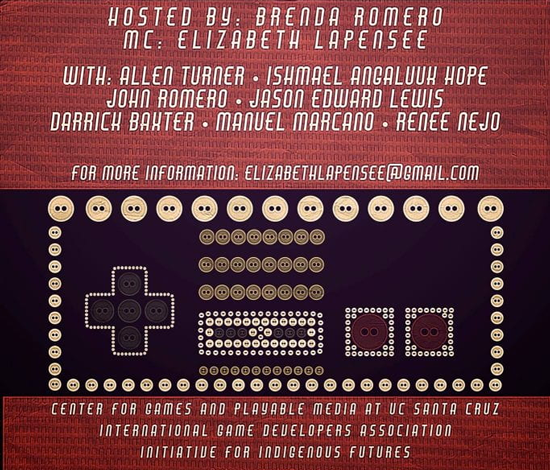 HOSTED BY: BRENDA ROMERO
MC: ELIZABETH LAPENSEE
WITH: ALLEN TURNER • ISHMAEL ANGALUUK HOPE
JOHN ROMERO • JASON EDWARD LEWIS
DARRICK BAXTER • MANUEL MARCANO • RENEE NEJO
FOR MORE INFORMATION: ELIZABETHLAPENSEE@GMAIL.COM
CENTER FOR GAMES AND PLAYABLE MEDIA AT UC SANTA CRUZ
INTERNATIONAL GAME DEVELOPERS ASSOCIATION
INITIATIVE FOR INDIGENOUS FUTURES